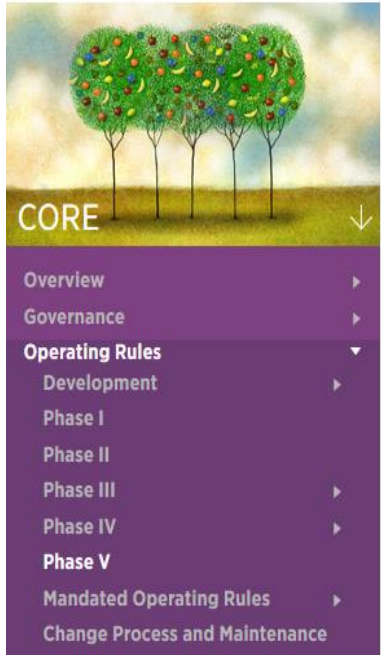 CORE
Overview
Governance
Operating Rules
Development
Phase I
Phase II
Phase III
Phase IV
Phase V
Mandated Operating Rules
Change Process and Maintenance